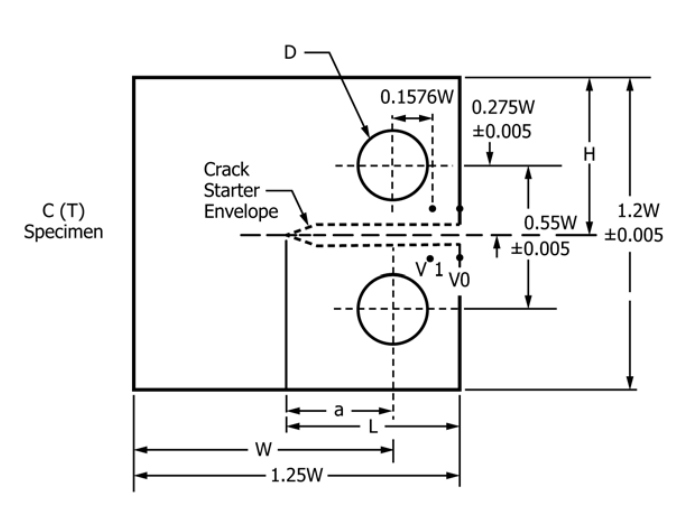 D
0.1576W
0.275W
±0.005
H
Crack
Starter
Envelope
C (T)
Specimen
1.2W
±0.005
0.55W
±0.005
V 1
V0
a
L
W
1.25W